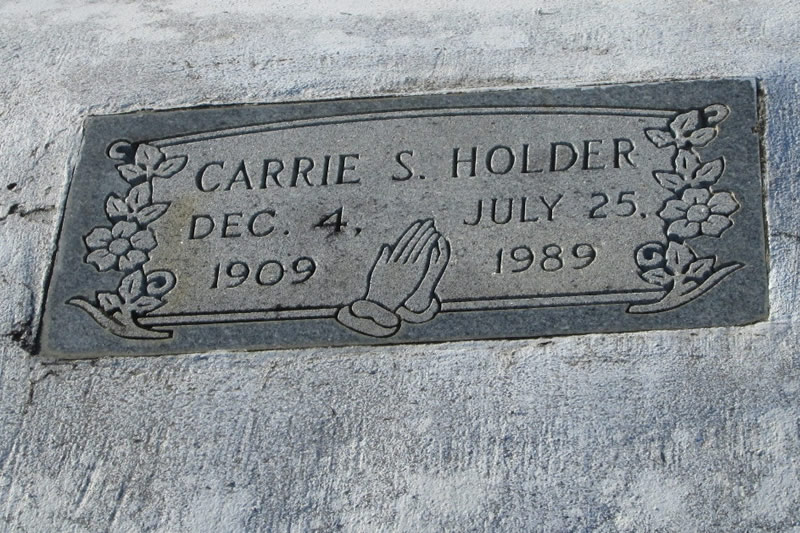 CARRIE S. HOLDER
DEC. 4, JULY 25,
1909 1989